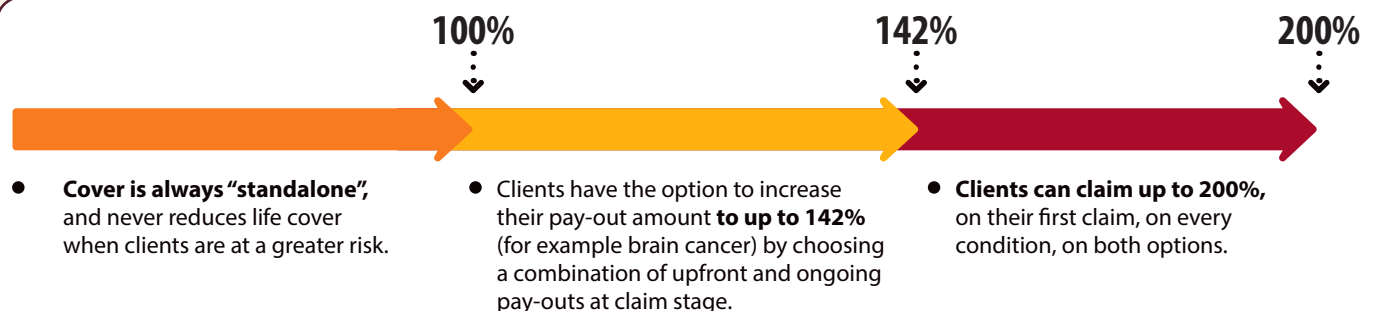 100%
142%
200%
• Cover is always “standalone”,
and never reduces life cover
when clients are at a greater risk.
• Clients have the option to increase
their pay-out amount to up to 142%
(for example brain cancer) by choosing
a combination of upfront and ongoing
pay-outs at claim stage.
• Clients can claim up to 200%,
on their first claim, on every
condition, on both options.